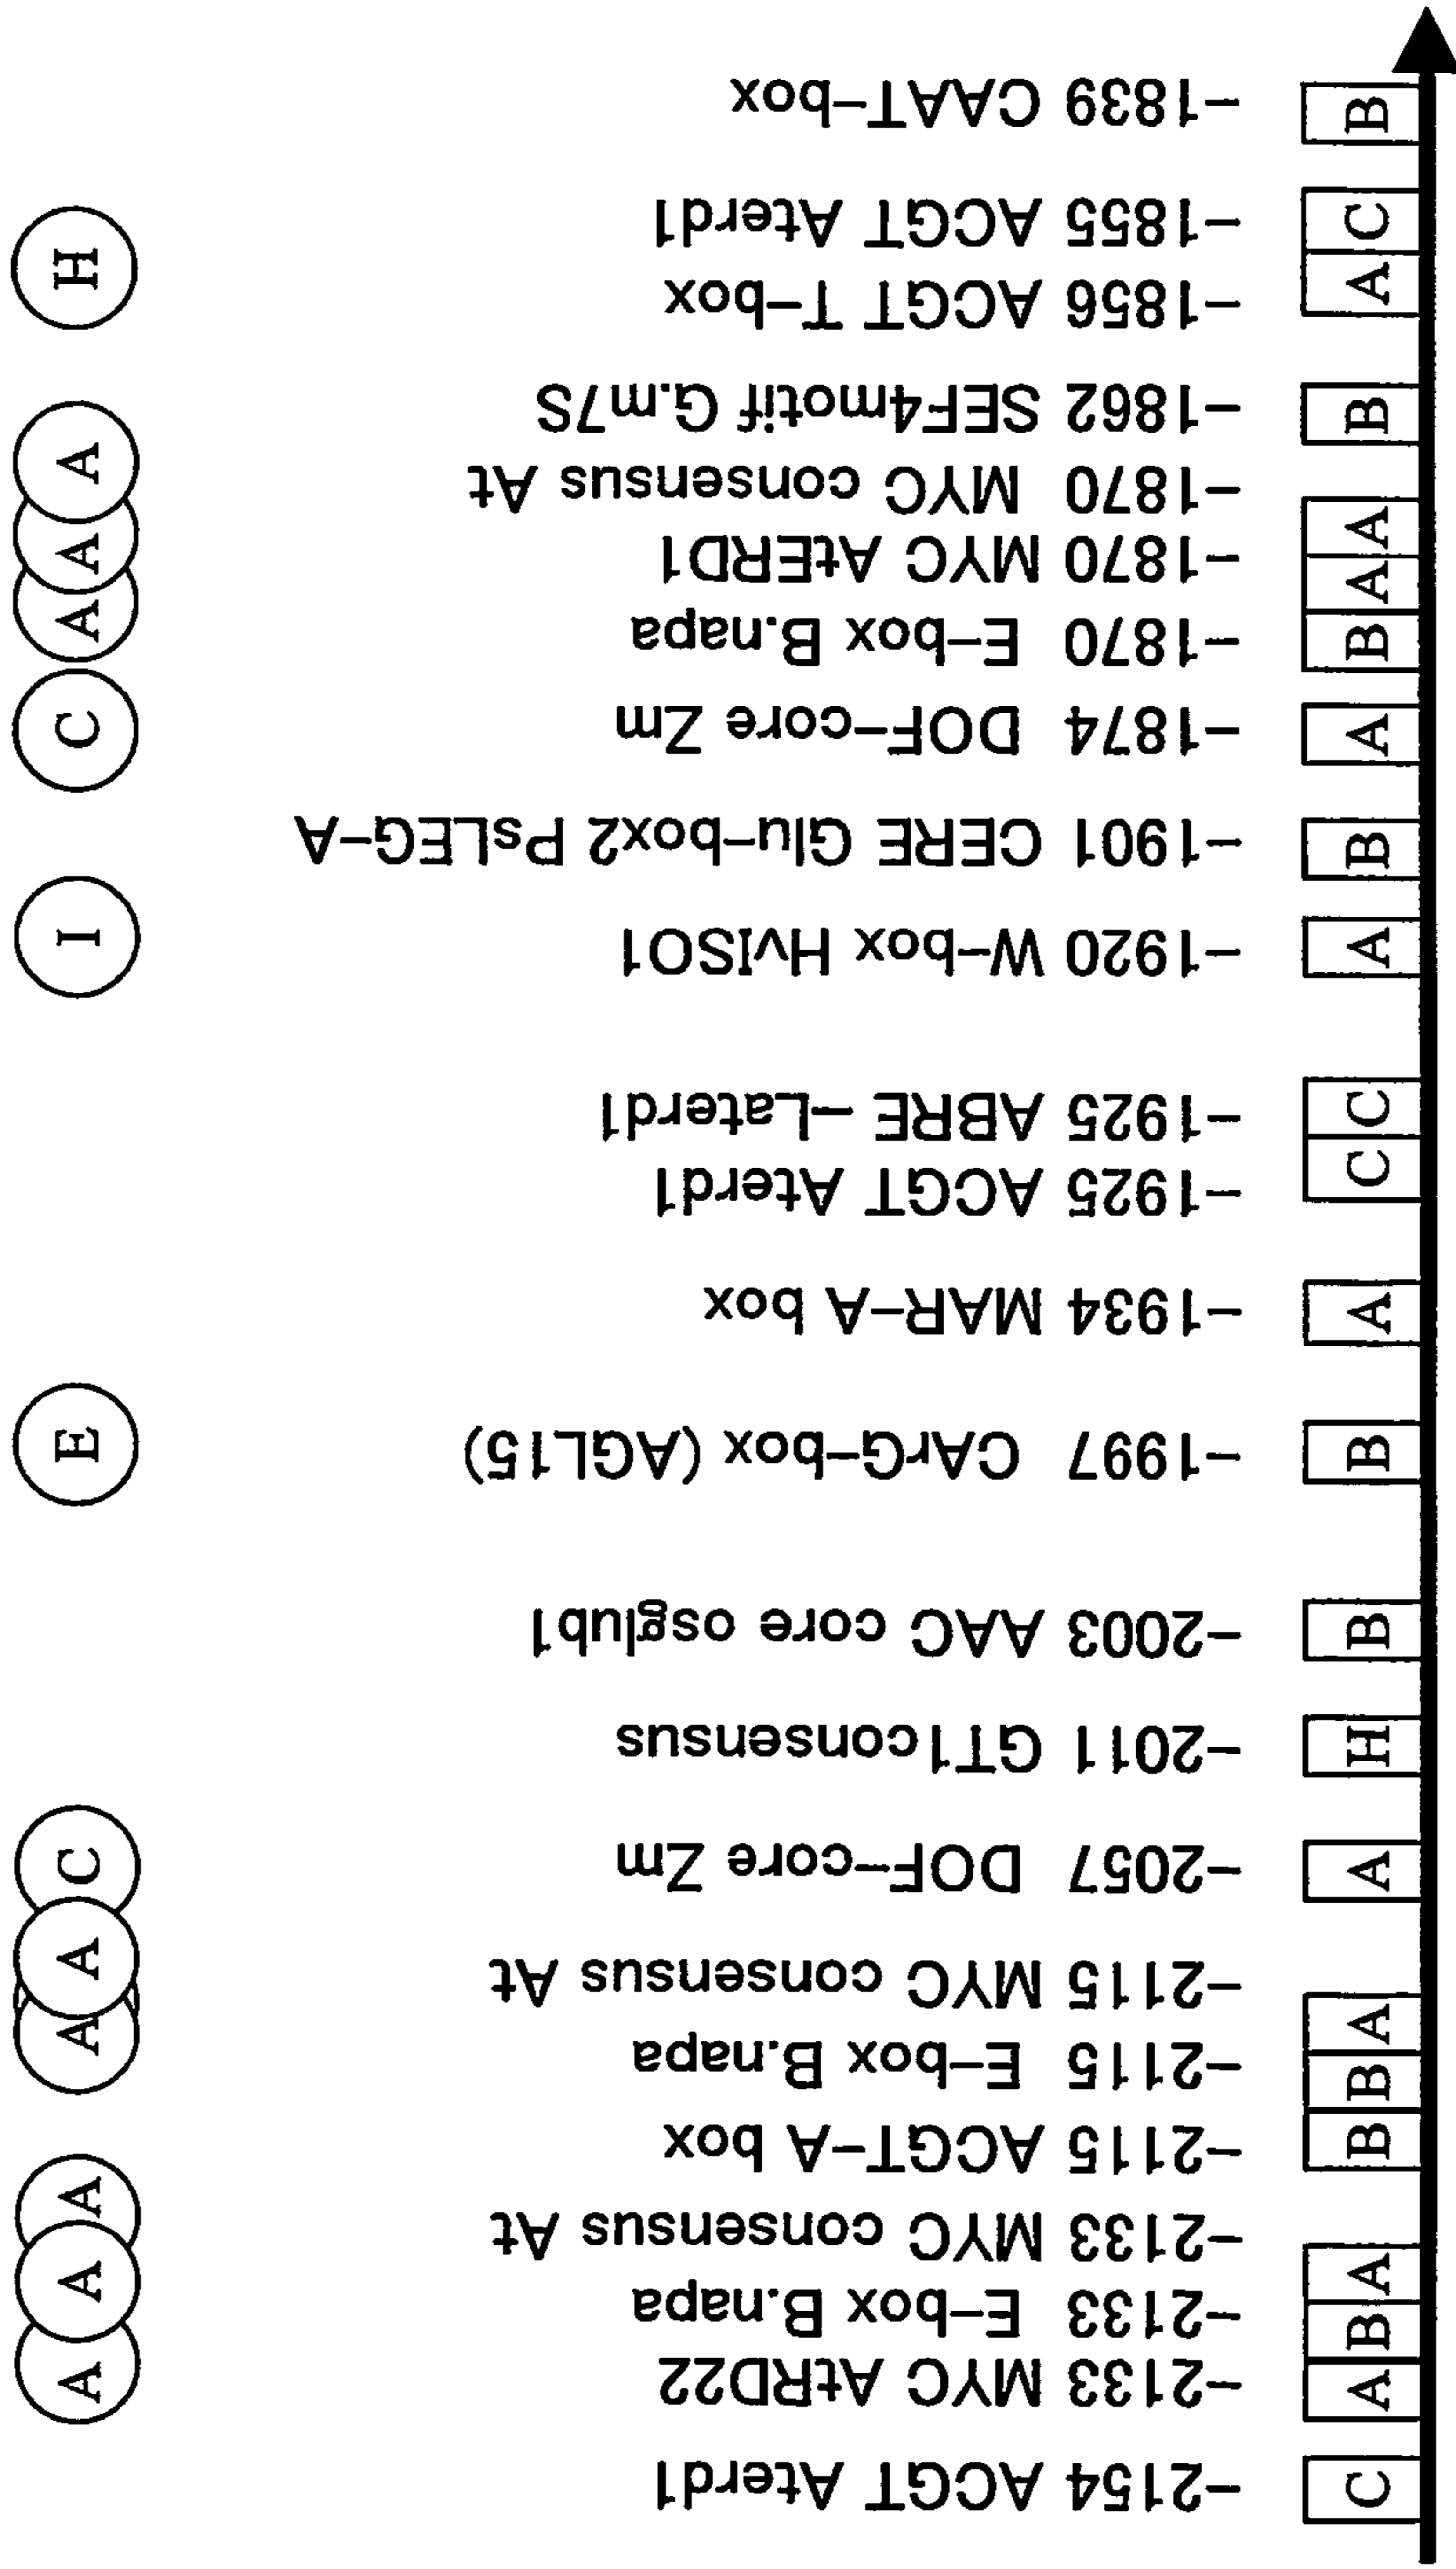 A A A A A C E I C A A A H
-2154 ACGT Aterd1
-2133 MYC AtRD22
-2133 E-box B.napa
-2133 MYC consensus At
-2115 ACGT-A box
-2115 E-box B.napa
-2115 MYC consensus At
-2057 DOF-core Zm
-2011 GT1consensus
-2003 AAC core osglub1
-1997 CArG-box (AGL15)
-1934 MAR-A box
-1925 ACGT Aterd1
-1925 ABRE -Laterd1
-1920 W-box HvISO1
-1901 CERE Glu-box2 PsLEG-A
-1874 DOF-core Zm
-1870 E-box B.napa
-1870 MYC AtERD1
-1870 MYC consensus At
-1862 SEF4motif G.m7S
-1856 ACGT T-box
-1855 ACGT Aterd1
-1839 CAAT-box
C A B A B B A A H B B A C C A B A B A A B A C B